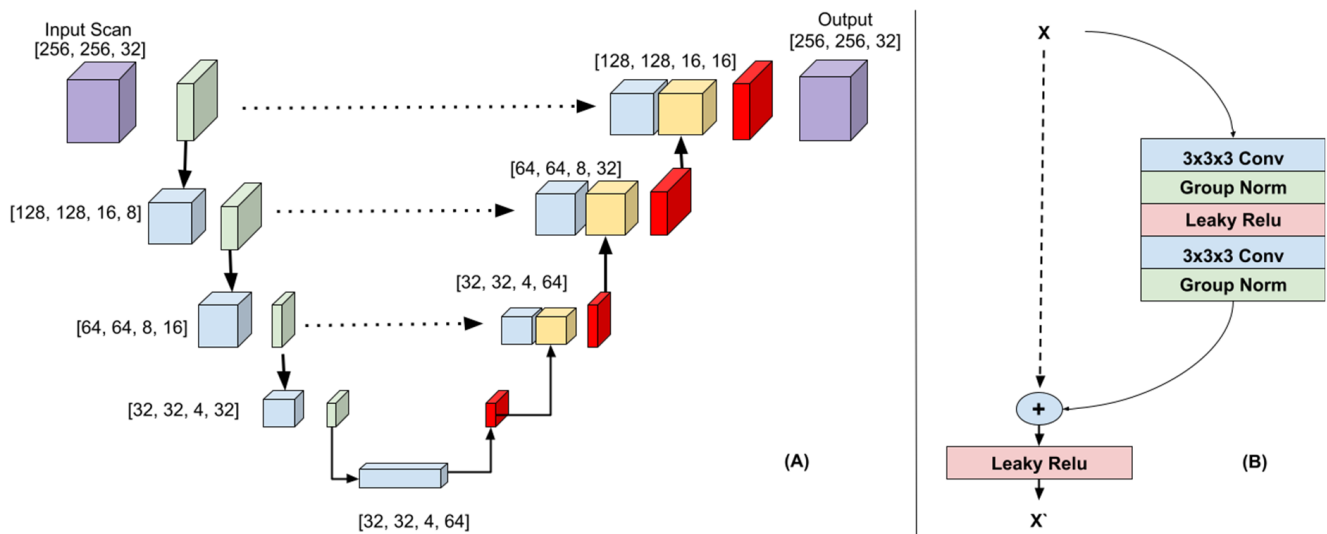 Input Scan
[256, 256, 32]
Output
[256, 256, 32]
[128, 128, 16, 16]
[64, 64, 8, 32]
[128, 128, 16, 8]
[32, 32, 4, 64]
[64, 64, 8, 16]
[32, 32, 4, 32]
(A)
[32, 32, 4, 64]
X
3x3x3 Conv
Group Norm
Leaky Relu
3x3x3 Conv
Group Norm
+
Leaky Relu
(B)
X`